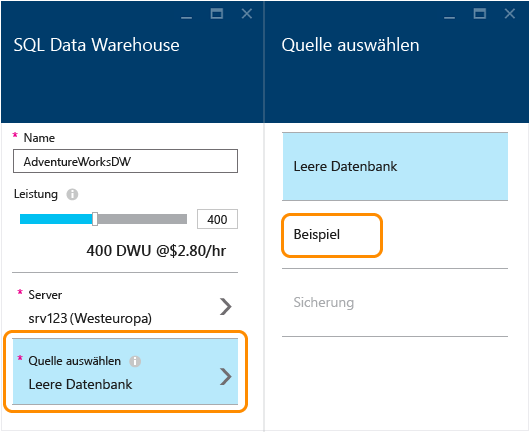 SQL Data Warehouse
* Name
AdventureWorksDW
Leistung
400
400 DWU @$2.80/hr
* Server
srv123 (Westeuropa)
* Quelle auswählen
Leere Datenbank
Quelle auswählen
Leere Datenbank
Beispiel
Sicherung